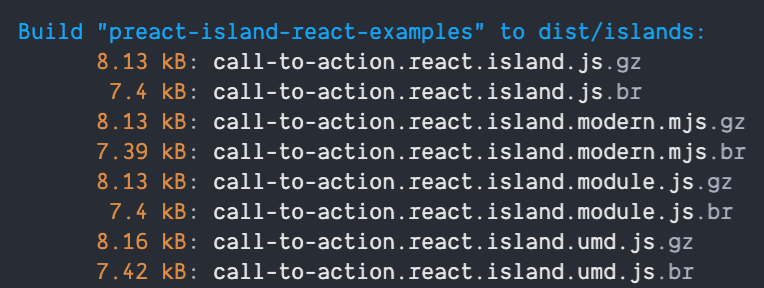 Build "preact-island-react-examples" to dist/islands:
8.13 kB: call-to-action.react.island.js.gz
7.4 kB: call-to-action.react.island.js.br
8.13 kB: call-to-action.react.island.modern.mjs.gz
7.39 kB: call-to-action.react.island.modern.mjs.br
8.13 kB: call-to-action.react.island.module.js.gz
7.4 kB: call-to-action.react.island.module.js.br
8.16 kB: call-to-action.react.island.umd.js.gz
7.42 kB: call-to-action.react.island.umd.js.br